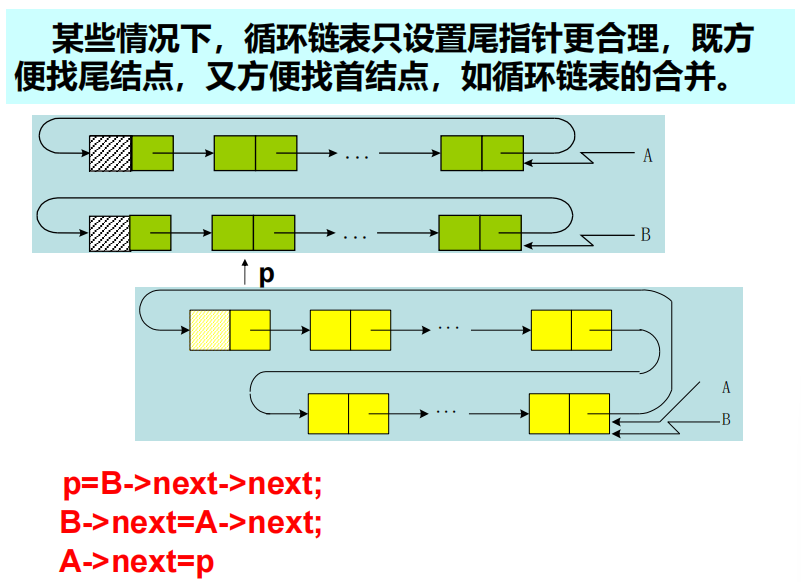 某些情况下，循环链表只设置尾指针更合理，既方
便找尾结点，又方便找首结点，如循环链表的合并。
...
A
...
B
p
...
A
...
B
p=B->next->next;
B->next=A->next;
A->next=p